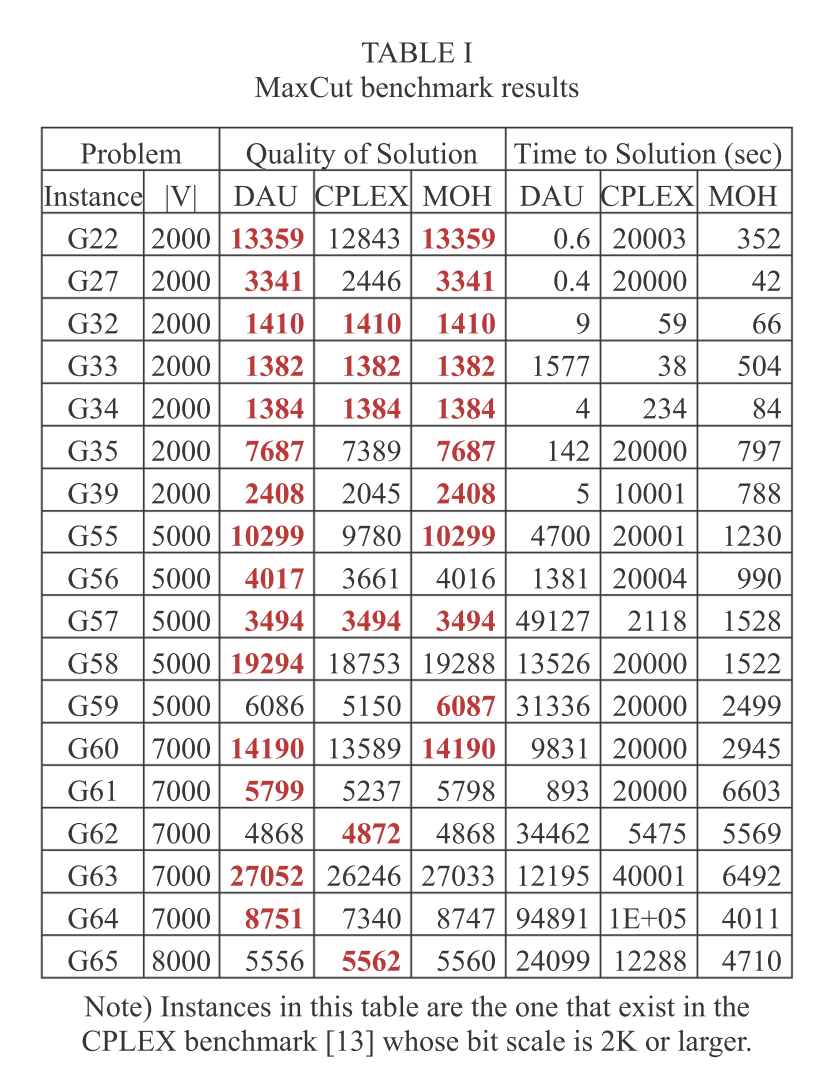 TABLE I
MaxCut benchmark results
Problem Quality of Solution Time to Solution (sec)
Instance |V| DAU CPLEX MOH DAU CPLEX MOH
G22 2000 13359 12843 13359 0.6 20003 352
G27 2000 3341 2446 3341 0.4 20000 42
G32 2000 1410 1410 1410 9 59 66
G33 2000 1382 1382 1382 1577 38 504
G34 2000 1384 1384 1384 4 234 84
G35 2000 7687 7389 7687 142 20000 797
G39 2000 2408 2045 2408 5 10001 788
G55 5000 10299 9780 10299 4700 20001 1230
G56 5000 4017 3661 4016 1381 20004 990
G57 5000 3494 3494 3494 49127 2118 1528
G58 5000 19294 18753 19288 13526 20000 1522
G59 5000 6086 5150 6087 31336 20000 2499
G60 7000 14190 13589 14190 9831 20000 2945
G61 7000 5799 5237 5798 893 20000 6603
G62 7000 4868 4872 4868 34462 5475 5569
G63 7000 27052 26246 27033 12195 40001 6492
G64 7000 8751 7340 8747 94891 1E+05 4011
G65 8000 5556 5562 5560 24099 12288 4710
Note) Instances in this table are the one that exist in the
CPLEX benchmark [13] whose bit scale is 2K or larger.